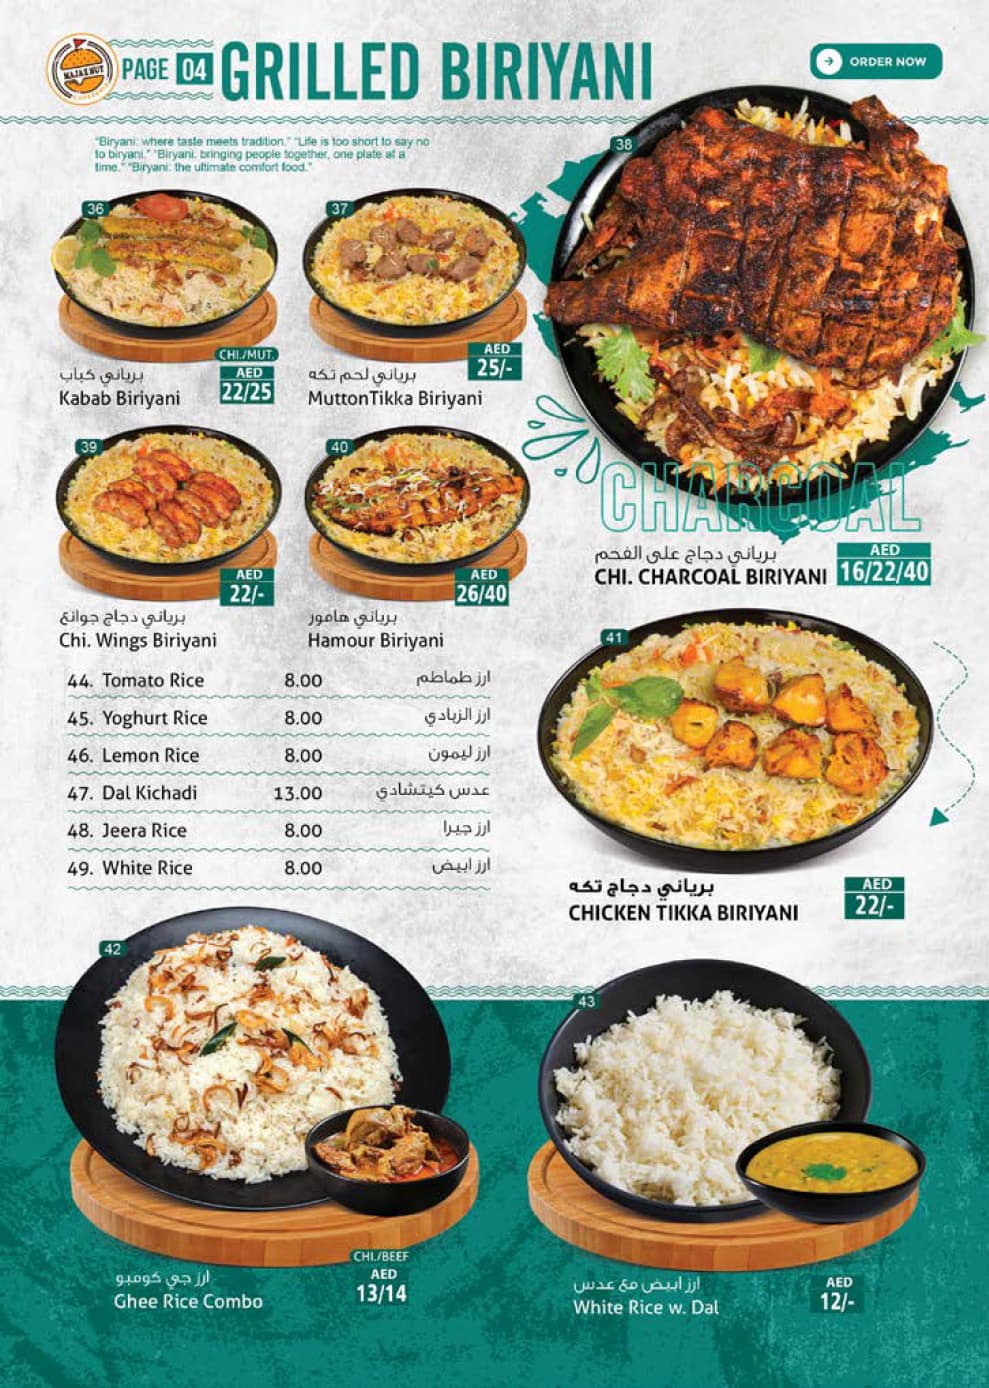 MAJAZ HUT
CAFETERIA
PAGE 04
GRILLED BIRIYANI
ORDER NOW
"Biryani: where taste meets tradition." "Life is too short to say no
to biryani." "Biryani, bringing people together, one plate at a
time." "Biryani: the ultimate comfort food."
36
CHI./MUT.
AED
22/25
برياني كباب
Kabab Biriyani
37
AED
25/-
برياني لحم تكه
MuttonTikka Biriyani
38
CHARCOAL
برياني دجاج على الفحم
CHI. CHARCOAL BIRIYANI
AED
16/22/40
39
AED
22/-
برياني دجاج جوانع
Chi. Wings Biriyani
40
AED
26/40
برياني هامور
Hamour Biriyani
41
برياني دجاج تكه
CHICKEN TIKKA BIRIYANI
AED
22/-
44. Tomato Rice 8.00 ارز طماطم
45. Yoghurt Rice 8.00 ارز الزبادي
46. Lemon Rice 8.00 ارز ليمون
47. Dal Kichadi 13.00 عدس كيتشادي
48. Jeera Rice 8.00 ارز جيرا
49. White Rice 8.00 ارز ابيض
42
CHI./BEEF
AED
13/14
ارز جي كومبو
Ghee Rice Combo
43
ارز ابيض مع عدس
White Rice w. Dal
AED
12/-